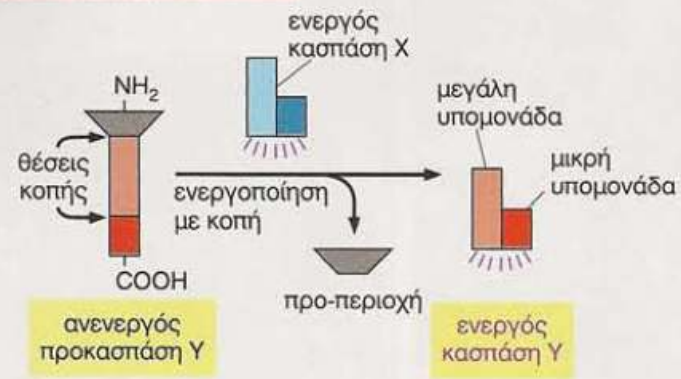 ενεργός
κασπάση Χ
NH₂
μεγάλη
υπομονάδα
θέσεις
κοπής
μικρή
υπομονάδα
ενεργοποίηση
με κοπή
COOH
προ-περιοχή
ανενεργός
προκασπάση Υ
ενεργός
κασπάση Υ